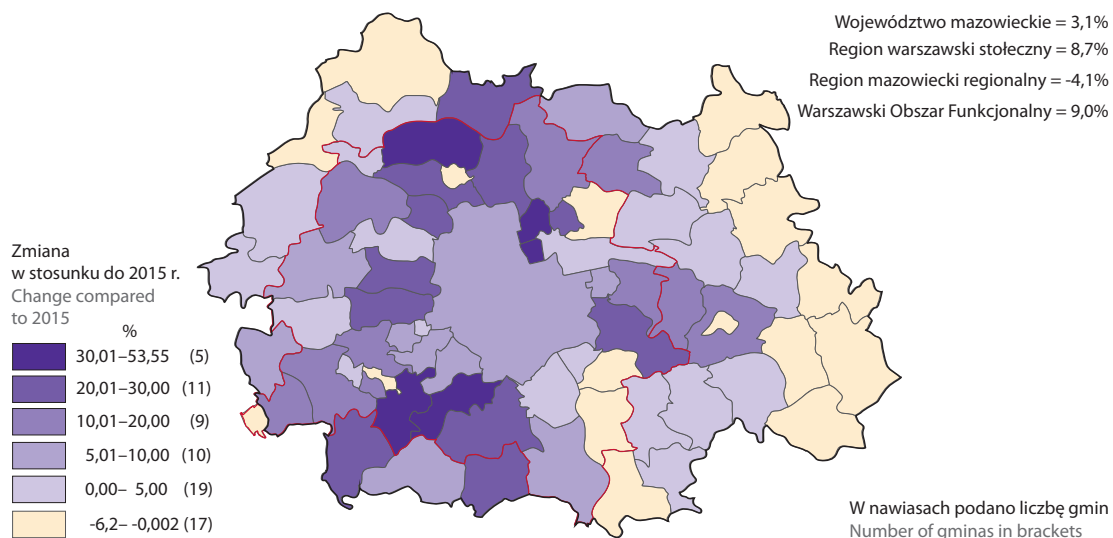 Województwo mazowieckie = 3,1%
Region warszawski stołeczny = 8,7%
Region mazowiecki regionalny = -4,1%
Warszawski Obszar Funkcjonalny = 9,0%
Zmiana
w stosunku do 2015 r.
Change compared
to 2015
%
30,01–53,55 (5)
20,01–30,00 (11)
10,01–20,00 (9)
5,01–10,00 (10)
0,00– 5,00 (19)
-6,2– -0,002 (17)
W nawiasach podano liczbę gmin
Number of gminas in brackets